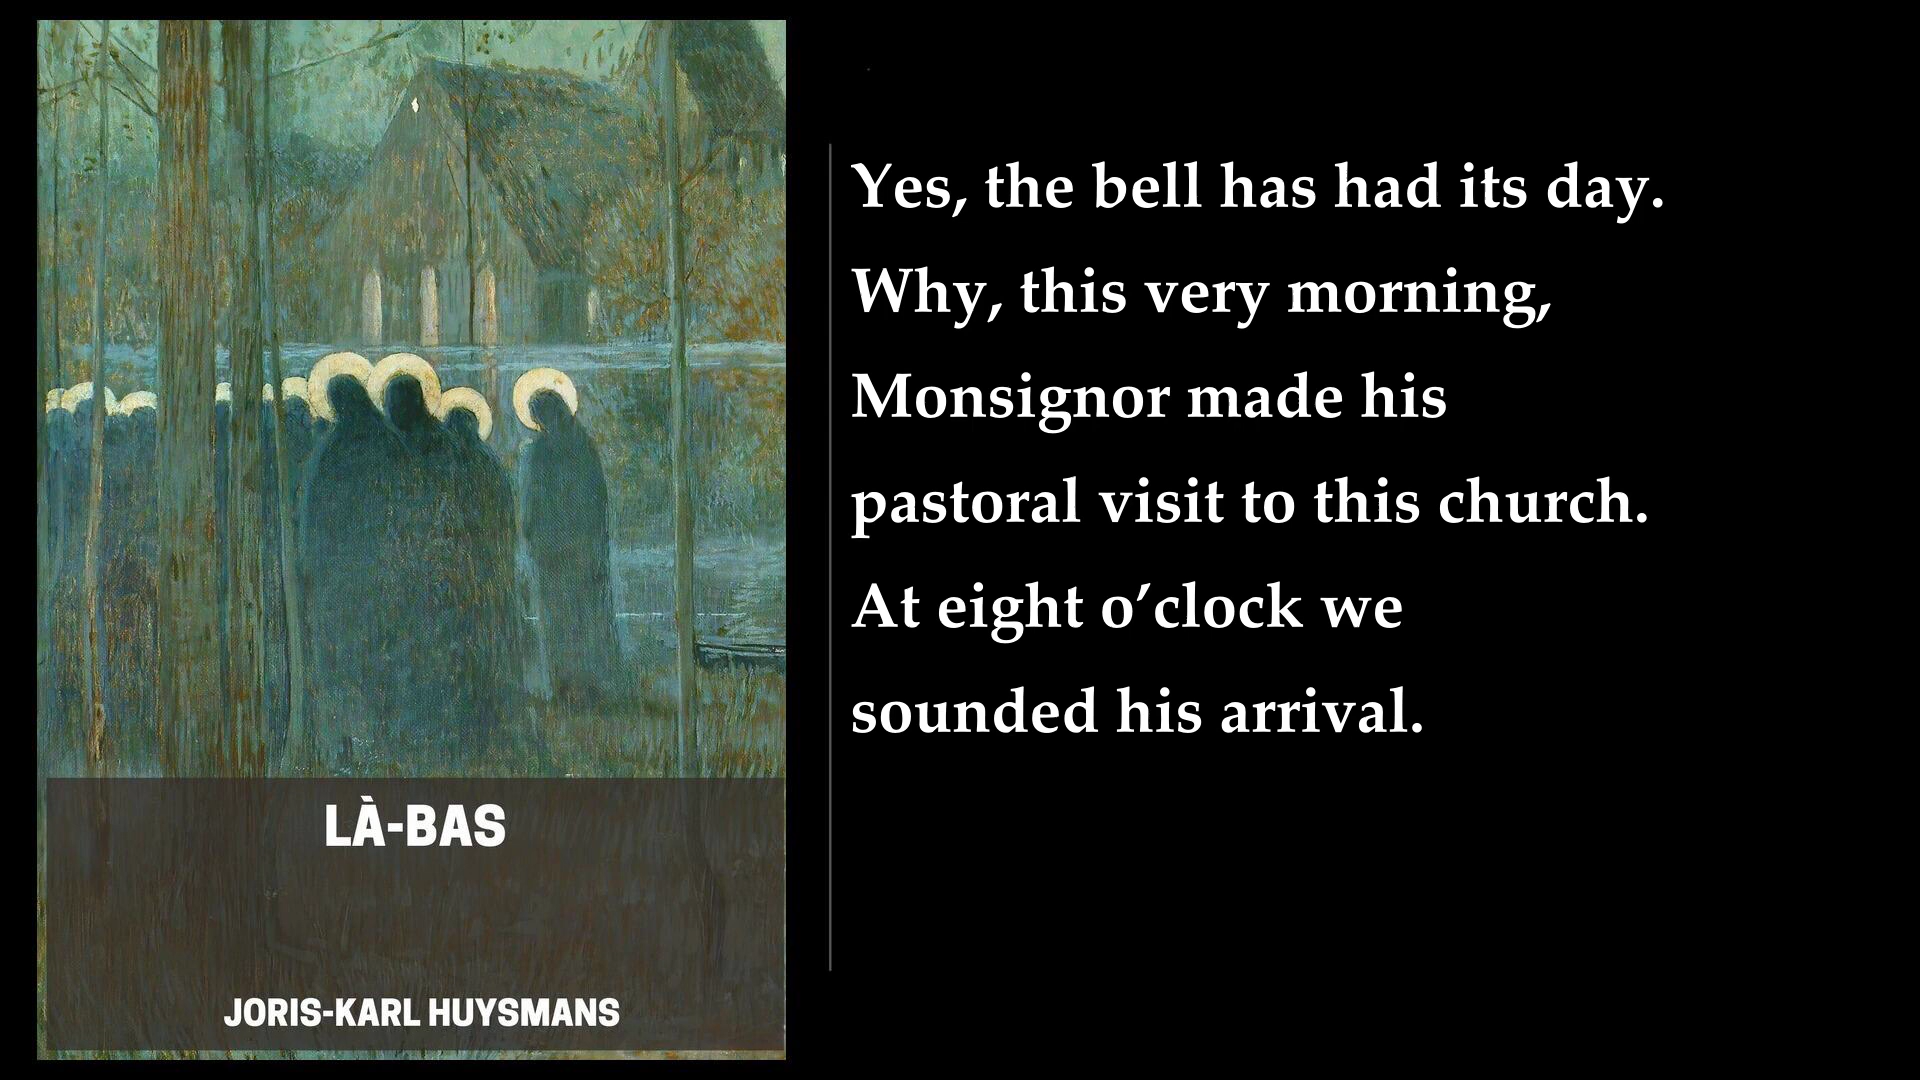 LÀ-BAS
JORIS-KARL HUYSMANS
Yes, the bell has had its day.
Why, this very morning,
Monsignor made his
pastoral visit to this church.
At eight o’clock we
sounded his arrival.